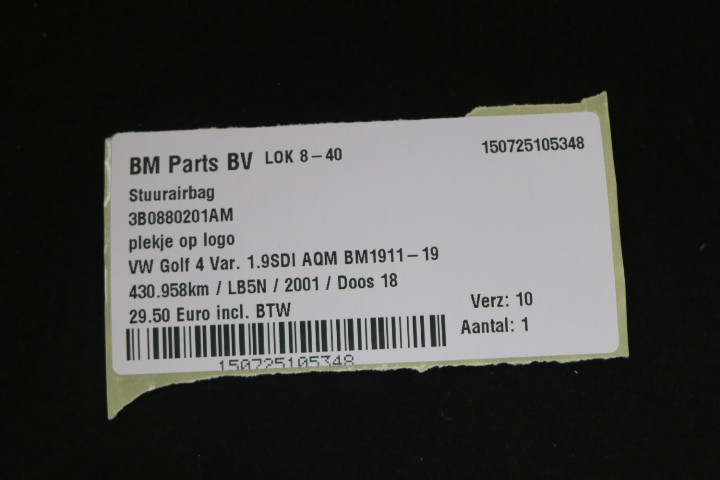 BM Parts BV LOK 8-40 150725105348
Stuurairbag
3B0880201AM
plekje op logo
VW Golf 4 Var. 1.9SDI AQM BM1911-19
430.958km / LB5N / 2001 / Doos 18
29.50 Euro incl. BTW Verz: 10
Aantal: 1
150725105348